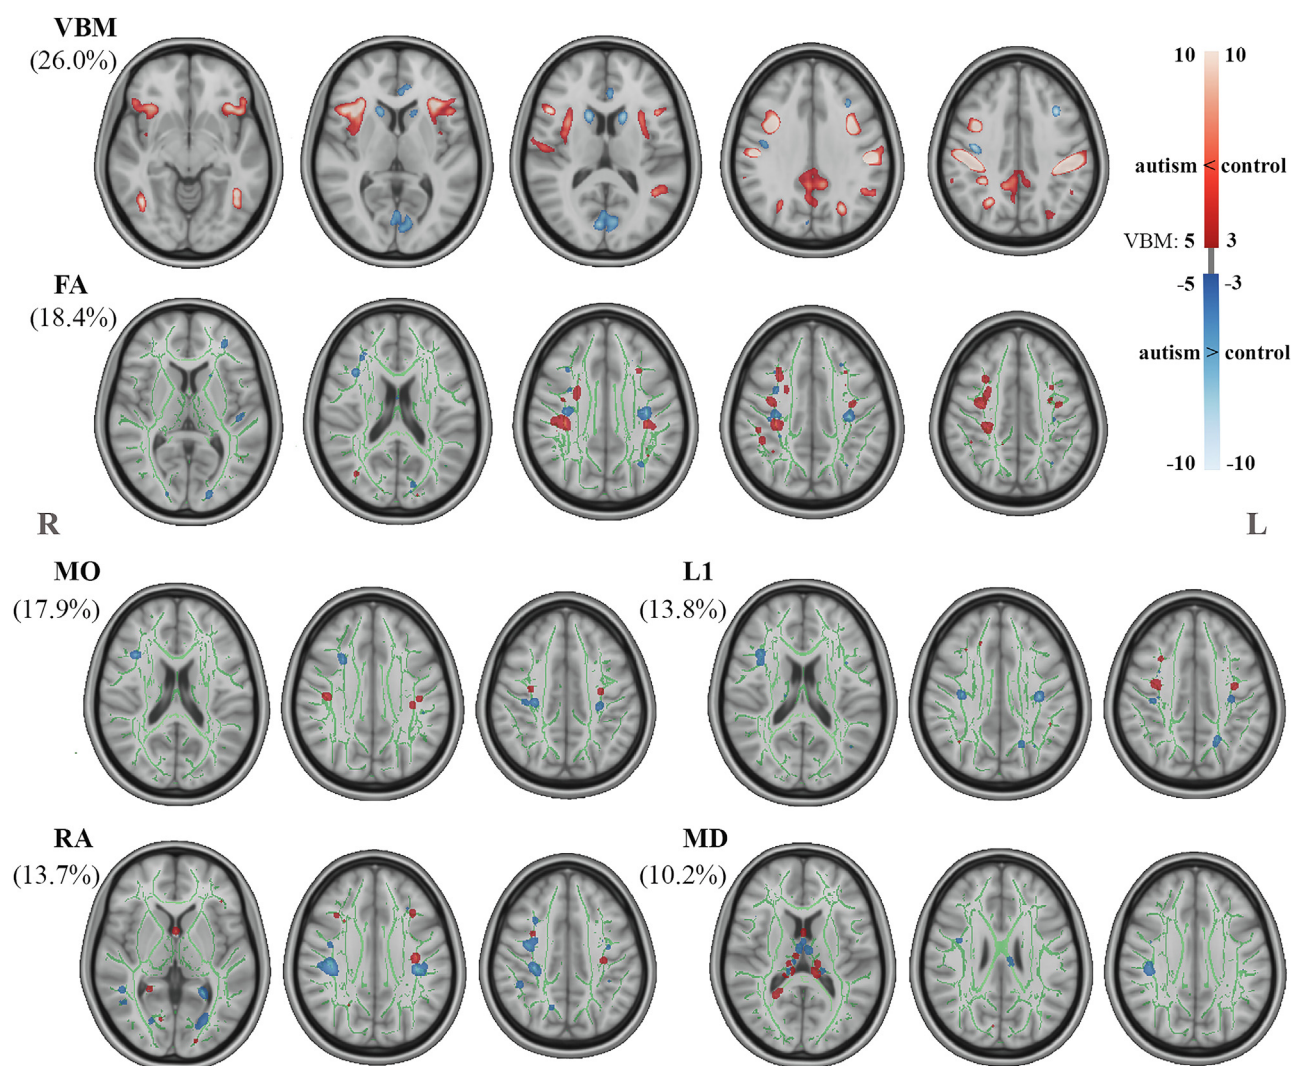 VBM
(26.0%)
10 10
autism < control
VBM: 5 3
-5 -3
autism > control
-10 -10
FA
(18.4%)
R
L
MO
(17.9%)
L1
(13.8%)
RA
(13.7%)
MD
(10.2%)